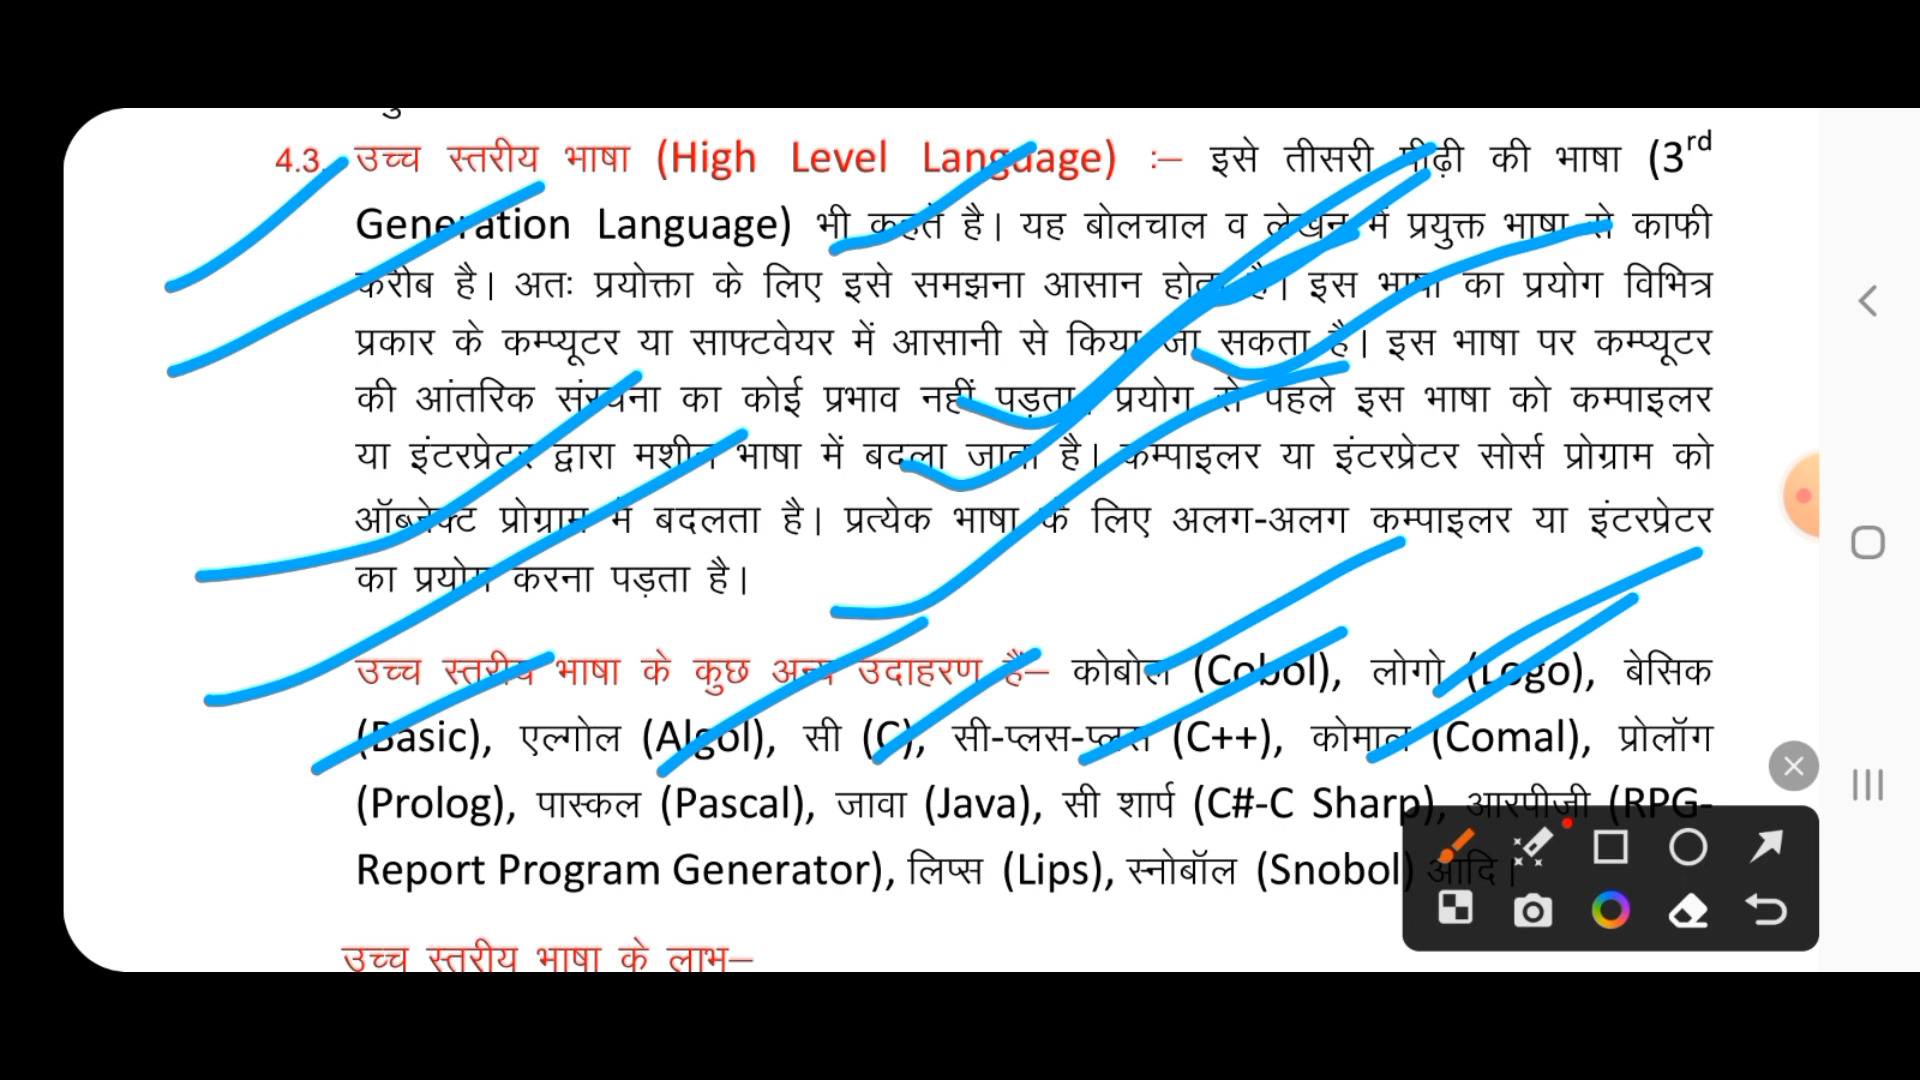 4.3. उच्च स्तरीय भाषा (High Level Language) :– इसे तीसरी पीढ़ी की भाषा (3rd
Generation Language) भी कहते है। यह बोलचाल व लेखन में प्रयुक्त भाषा से काफी
करीब है। अतः प्रयोक्ता के लिए इसे समझना आसान होता है। इस भाषा का प्रयोग विभित्र
प्रकार के कम्प्यूटर या साफ्टवेयर में आसानी से किया जा सकता है। इस भाषा पर कम्प्यूटर
की आंतरिक संरचना का कोई प्रभाव नहीं पड़ता। प्रयोग से पहले इस भाषा को कम्पाइलर
या इंटरप्रेटर द्वारा मशीन भाषा में बदला जाता है। कम्पाइलर या इंटरप्रेटर सोर्स प्रोग्राम को
ऑब्जेक्ट प्रोग्राम में बदलता है। प्रत्येक भाषा के लिए अलग-अलग कम्पाइलर या इंटरप्रेटर
का प्रयोग करना पड़ता है।
उच्च स्तरीय भाषा के कुछ अन्य उदाहरण हैं– कोबोल (Cobol), लोगो (Logo), बेसिक
(Basic), एल्गोल (Algol), सी (C), सी-प्लस-प्लस (C++), कोमाल (Comal), प्रोलॉग
(Prolog), पास्कल (Pascal), जावा (Java), सी शार्प (C#-C Sharp), आरपीजी (RPG-
Report Program Generator), लिप्स (Lips), स्नोबॉल (Snobol) आदि।
उच्च स्तरीय भाषा के लाभ–